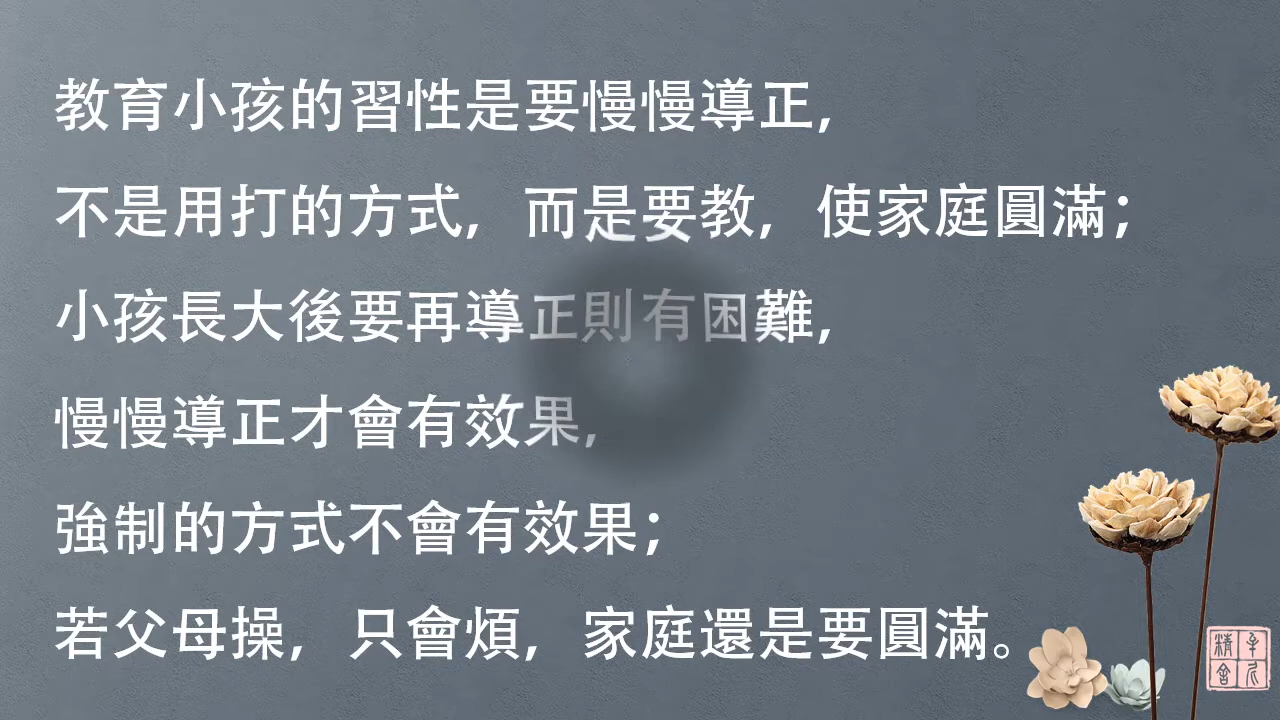 教育小孩的習性是要慢慢導正,
不是用打的方式, 而是要教, 使家庭圓滿;
小孩長大後要再導正則有困難,
慢慢導正才會有效果,
強制的方式不會有效果;
若父母操, 只會煩, 家庭還是要圓滿。
精舍